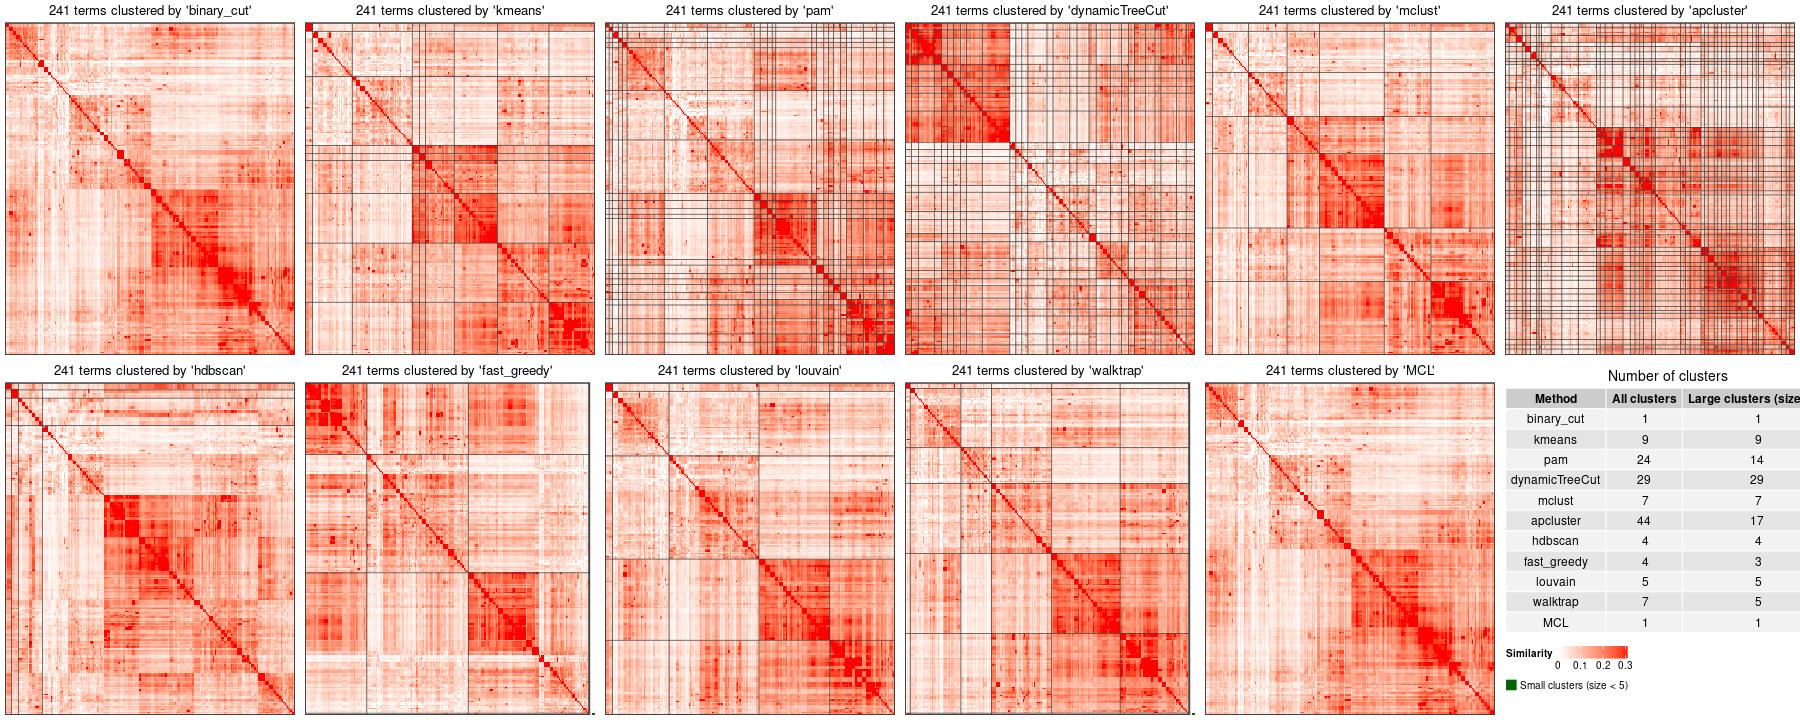 241 terms clustered by 'binary_cut'
241 terms clustered by 'kmeans'
241 terms clustered by 'pam'
241 terms clustered by 'dynamicTreeCut'
241 terms clustered by 'mclust'
241 terms clustered by 'apcluster'
241 terms clustered by 'hdbscan'
241 terms clustered by 'fast_greedy'
241 terms clustered by 'louvain'
241 terms clustered by 'walktrap'
241 terms clustered by 'MCL'
Number of clusters
Method All clusters Large clusters (size
binary_cut 1 1
kmeans 9 9
pam 24 14
dynamicTreeCut 29 29
mclust 7 7
apcluster 44 17
hdbscan 4 4
fast_greedy 4 3
louvain 5 5
walktrap 7 5
MCL 1 1
Similarity
0 0.1 0.2 0.3
Small clusters (size < 5)